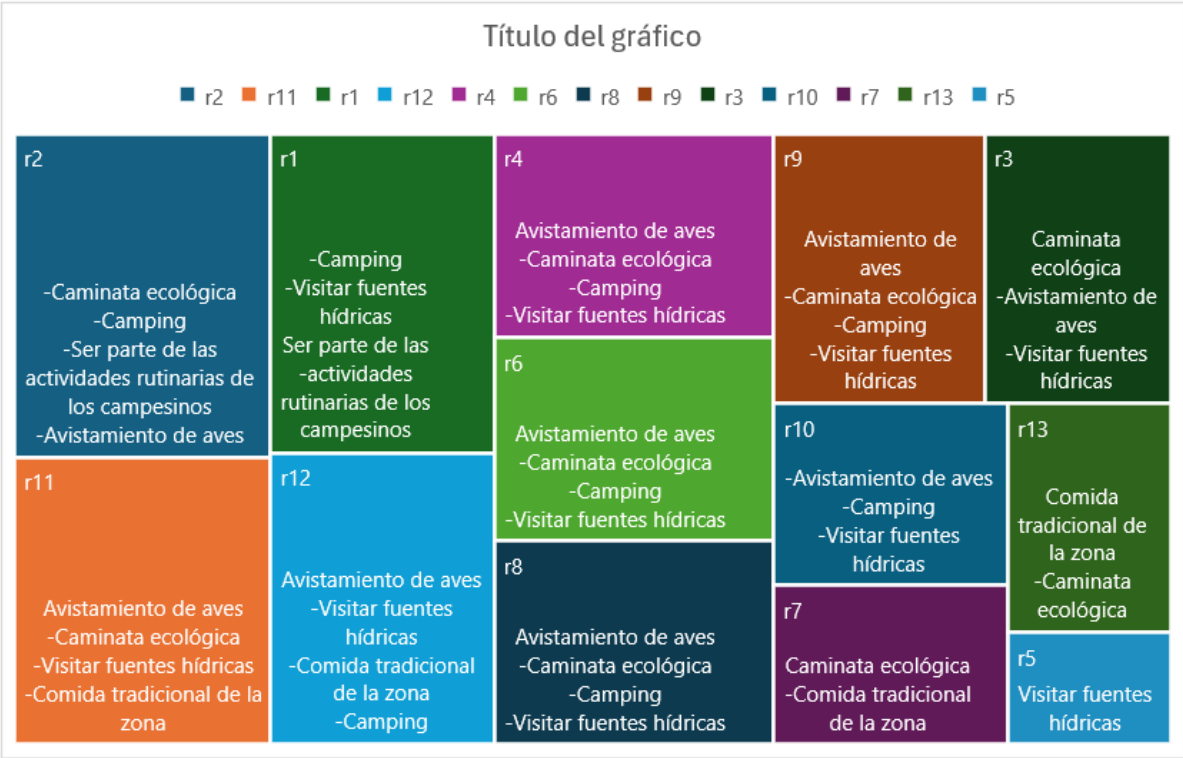 Título del gráfico
r2 r11 r1 r12 r4 r6 r8 r9 r3 r10 r7 r13 r5
r2
-Caminata ecológica
-Camping
-Ser parte de las
actividades rutinarias de
los campesinos
-Avistamiento de aves
r11
Avistamiento de aves
-Caminata ecológica
-Visitar fuentes hídricas
-Comida tradicional de la
zona
r1
-Camping
-Visitar fuentes
hídricas
Ser parte de las
-actividades
rutinarias de los
campesinos
r12
Avistamiento de aves
-Visitar fuentes
hídricas
-Comida tradicional
de la zona
-Camping
r4
Avistamiento de aves
-Caminata ecológica
-Camping
-Visitar fuentes hídricas
r6
Avistamiento de aves
-Caminata ecológica
-Camping
-Visitar fuentes hídricas
r8
Avistamiento de aves
-Caminata ecológica
-Camping
-Visitar fuentes hídricas
r9
Avistamiento de
aves
-Caminata ecológica
-Camping
-Visitar fuentes
hídricas
r3
Caminata
ecológica
-Avistamiento de
aves
-Visitar fuentes
hídricas
r10
-Avistamiento de aves
-Camping
-Visitar fuentes
hídricas
r7
Caminata ecológica
-Comida tradicional
de la zona
r13
Comida
tradicional de
la zona
-Caminata
ecológica
r5
Visitar fuentes
hídricas